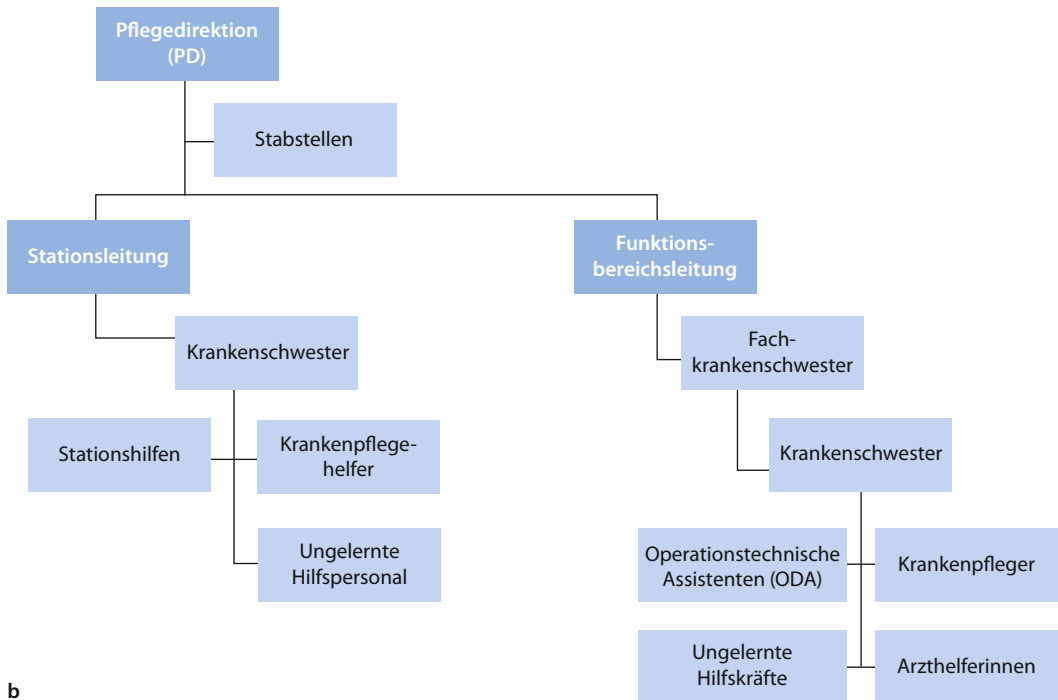 Pflegedirektion
(PD)
Stabstellen
Stationsleitung
Funktions-
bereichsleitung
Krankenschwester
Fach-
krankenschwester
Stationshilfen
Krankenpflege-
helfer
Krankenschwester
Ungelernte
Hilfspersonal
Operationstechnische
Assistenten (ODA)
Krankenpfleger
Ungelernte
Hilfskräfte
Arzthelferinnen
b